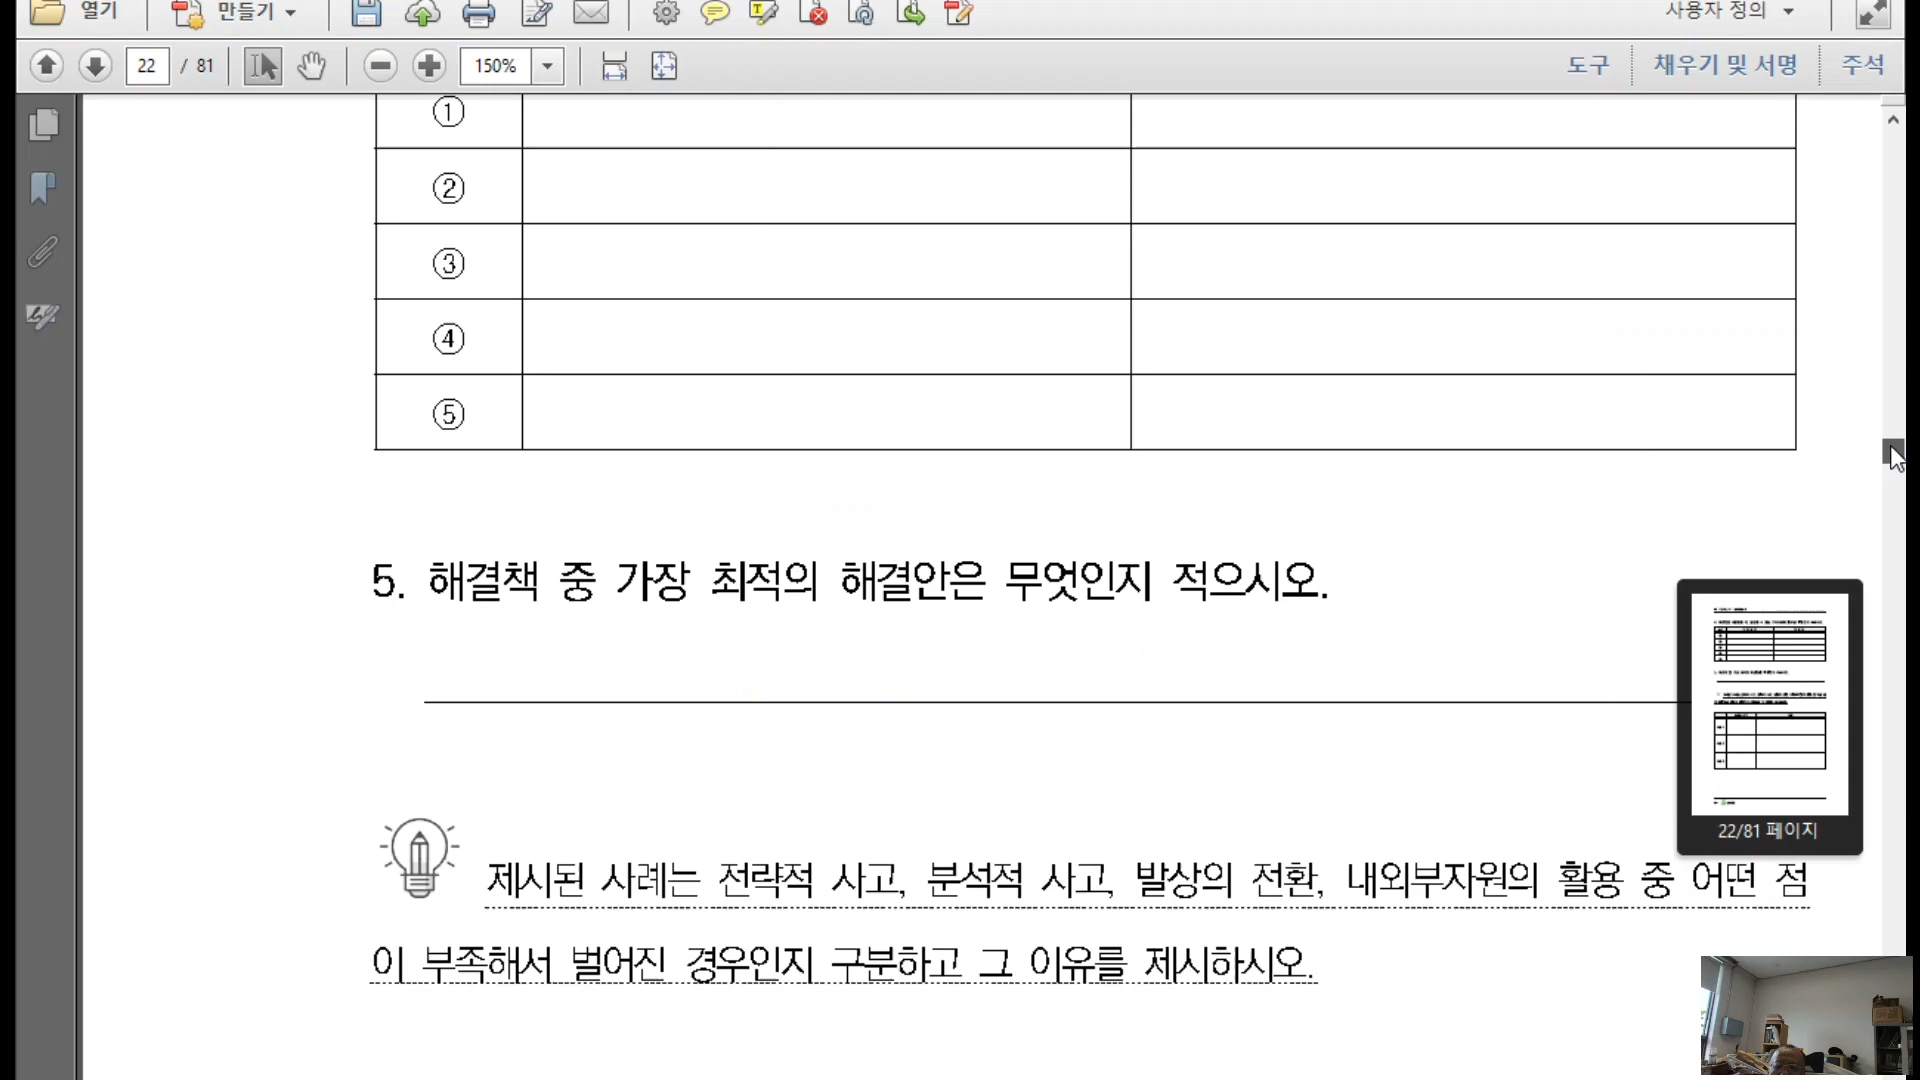 열기
만들기
사용자 정의
22 / 81
150%
도구
채우기 및 서명
주석
①
②
③
④
⑤
5. 해결책 중 가장 최적의 해결안은 무엇인지 적으시오.
22/81 페이지
제시된 사례는 전략적 사고, 분석적 사고, 발상의 전환, 내외부자원의 활용 중 어떤 점
이 부족해서 벌어진 경우인지 구분하고 그 이유를 제시하시오.